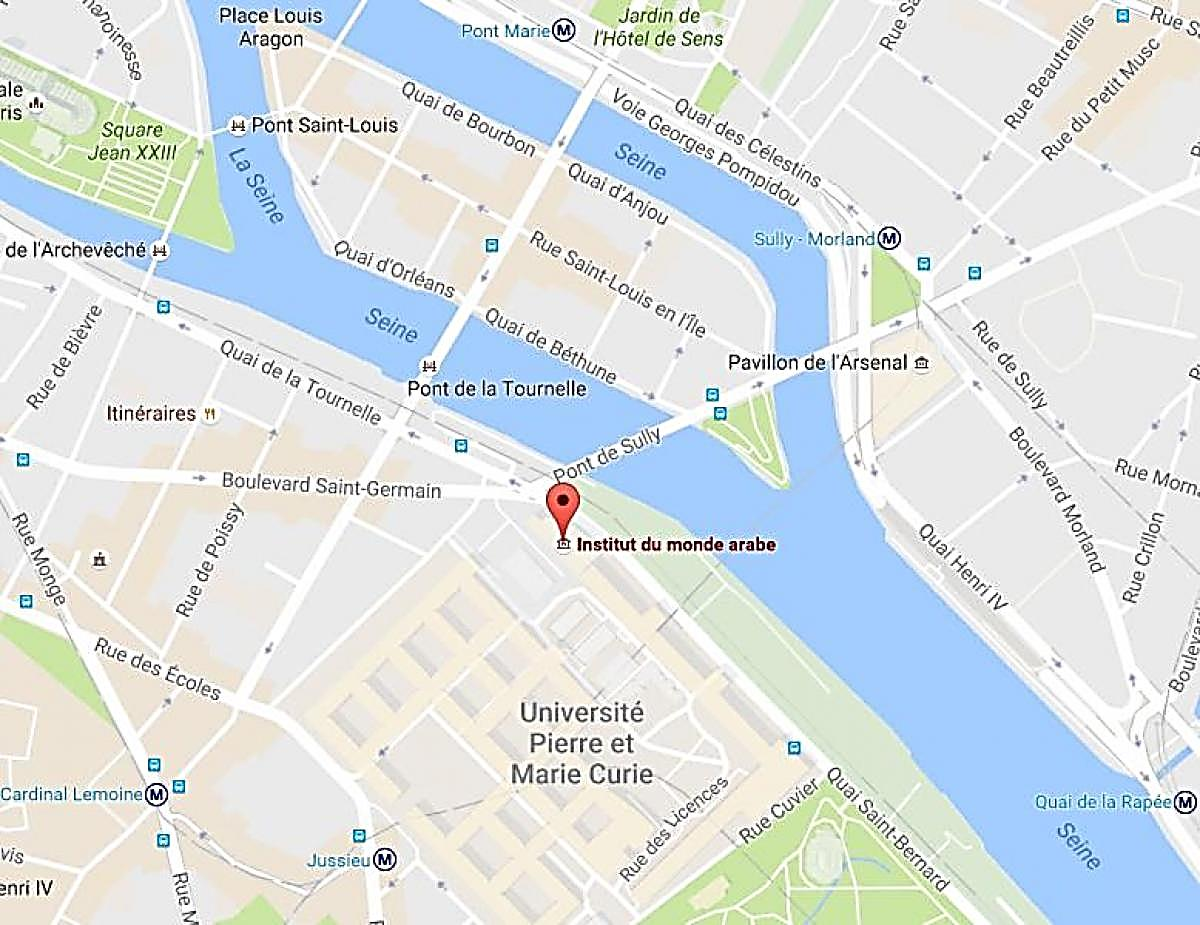 Place Louis
Aragon
Pont Marie
M
Jardin de
l'Hôtel de Sens
Rue Beautreillis
Rue du Petit Musc
Square
Jean XXIII
Pont Saint-Louis
La Seine
Quai de Bourbon
Seine
Quai d'Anjou
Voie Georges Pompidou
Quai des Célestins
Sully - Morland
M
de l'Archevêché
Quai d'Orléans
Rue Saint-Louis en l'Île
Seine
Quai de Béthune
Rue de Bièvre
Quai de la Tournelle
Pont de la Tournelle
Pavillon de l'Arsenal
Rue de Sully
Itinéraires
Pont de Sully
Boulevard Saint-Germain
Boulevard Morland
Rue Morn
Rue Crillon
Institut du monde arabe
Quai Henri IV
Rue Monge
Rue de Poissy
Rue des Écoles
Boulevard
Université
Pierre et
Marie Curie
Cardinal Lemoine
M
Jussieu
M
Rue des Licences
Rue Cuvier
Quai Saint-Bernard
Quai de la Rapée
M
Seine
enri IV
Rue M